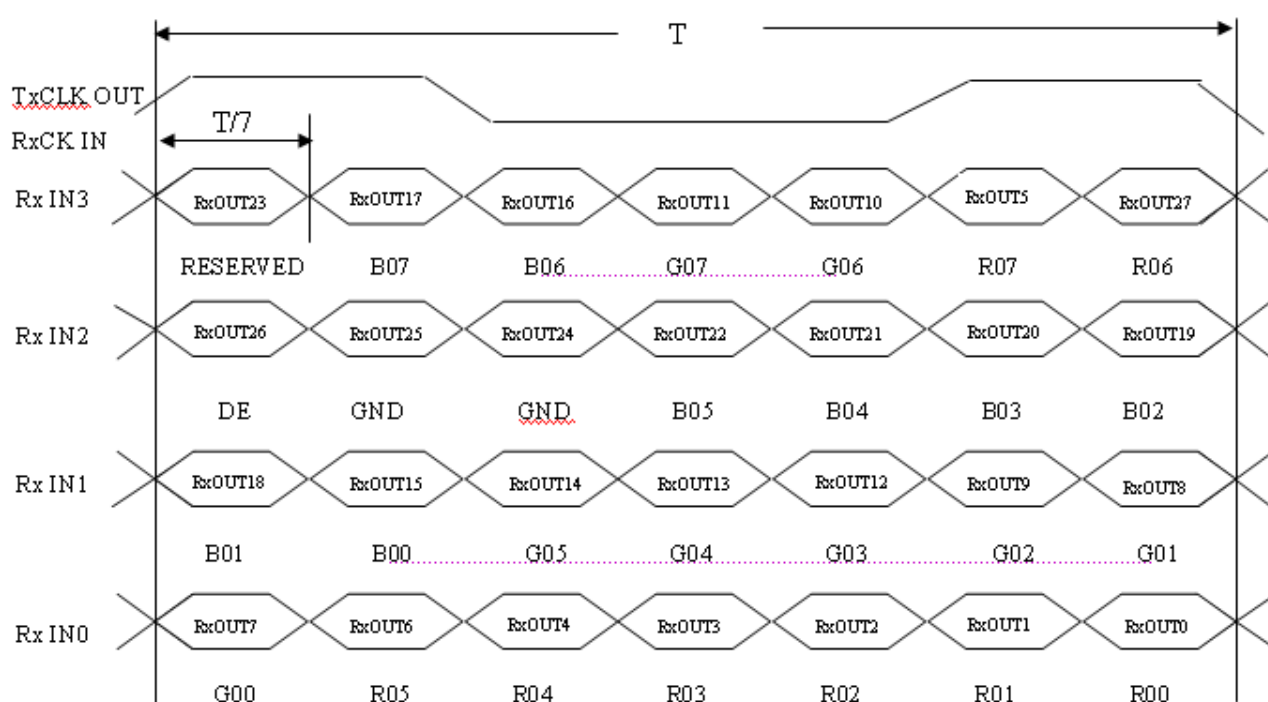 T
TxCLK OUT
T/7
RxCK IN
Rx IN3 RxOUT23 RxOUT17 RxOUT16 RxOUT11 RxOUT10 RxOUT5 RxOUT27
RESERVED B07 B06 G07 G06 R07 R06
Rx IN2 RxOUT26 RxOUT25 RxOUT24 RxOUT22 RxOUT21 RxOUT20 RxOUT19
DE GND GND B05 B04 B03 B02
Rx IN1 RxOUT18 RxOUT15 RxOUT14 RxOUT13 RxOUT12 RxOUT9 RxOUT8
B01 B00 G05 G04 G03 G02 G01
Rx IN0 RxOUT7 RxOUT6 RxOUT4 RxOUT3 RxOUT2 RxOUT1 RxOUT0
G00 R05 R04 R03 R02 R01 R00